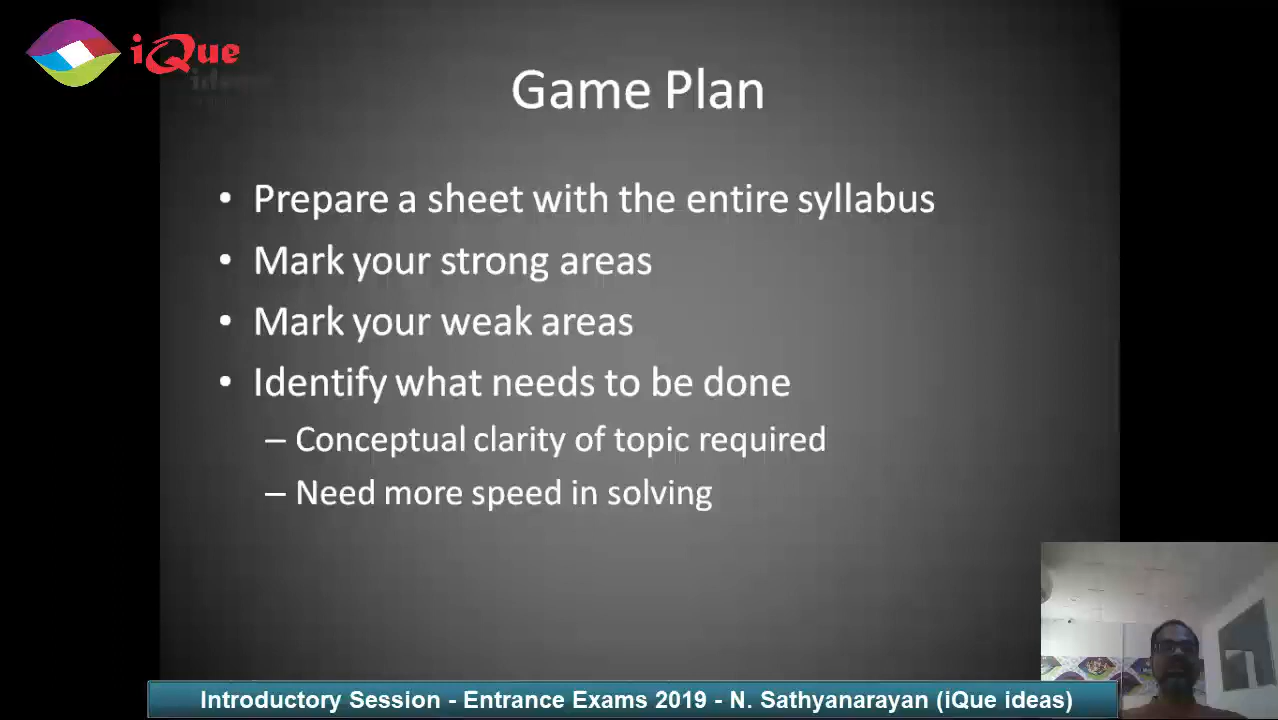 iQue
ideas
Game Plan
• Prepare a sheet with the entire syllabus
• Mark your strong areas
• Mark your weak areas
• Identify what needs to be done
– Conceptual clarity of topic required
– Need more speed in solving
Introductory Session - Entrance Exams 2019 - N. Sathyanarayan (iQue ideas)